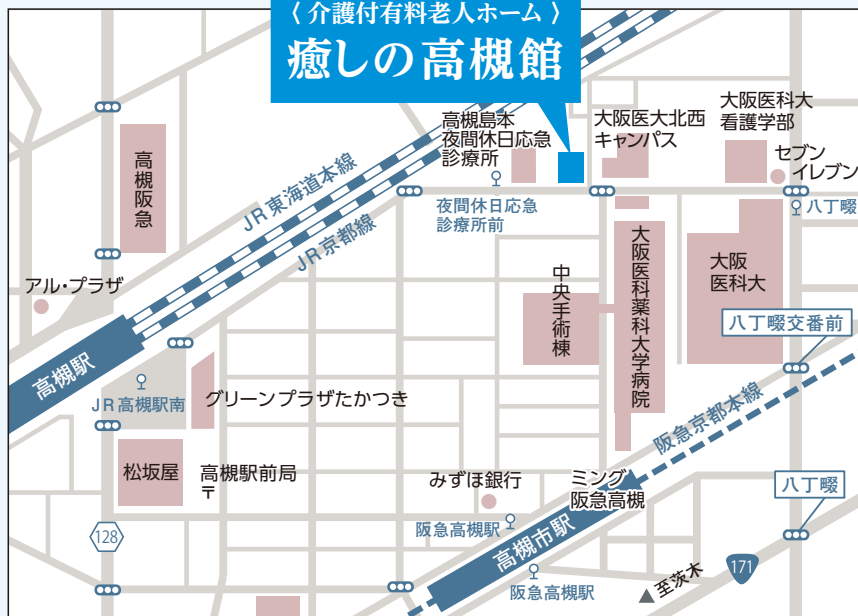 〈 介護付有料老人ホーム 〉
癒しの高槻館
高槻島本
夜間休日応急
診療所
大阪医大北西
キャンパス
大阪医科大
看護学部
セブン
イレブン
高槻阪急
JR東海道本線
JR京都線
夜間休日応急
診療所前
八丁畷
アル・プラザ
中央手術棟
大阪医科薬科大学病院
大阪
医科大
八丁畷交番前
高槻駅
JR高槻駅南
グリーンプラザたかつき
阪急京都本線
松坂屋
高槻駅前局
〒
みずほ銀行
ミング
阪急高槻
八丁畷
128
阪急高槻駅
高槻市駅
171
至茨木
阪急高槻駅